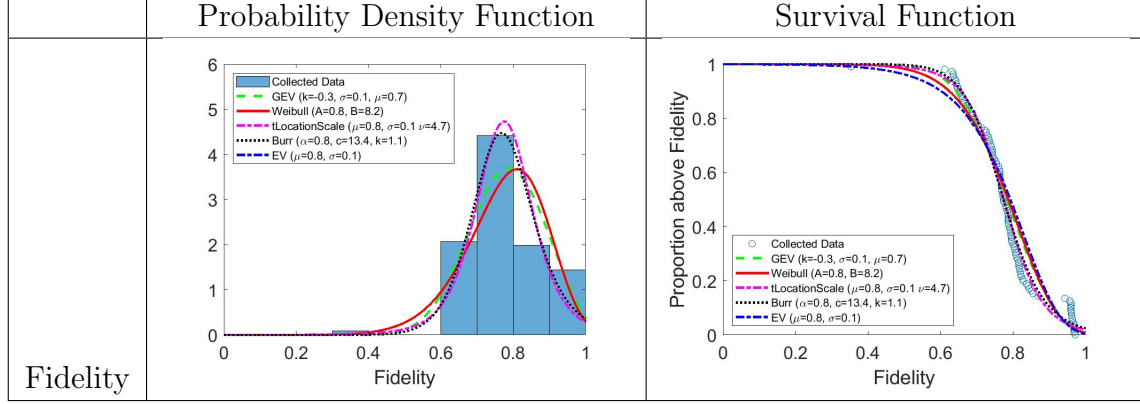 Probability Density Function
Survival Function
Fidelity
6
5
4
3
2
1
0
0
0.2
0.4
0.6
0.8
1
Fidelity
Collected Data
GEV (k=-0.3, σ=0.1, μ=0.7)
Weibull (A=0.8, B=8.2)
tLocationScale (μ=0.8, σ=0.1 ν=4.7)
Burr (α=0.8, c=13.4, k=1.1)
EV (μ=0.8, σ=0.1)
Proportion above Fidelity
1
0.8
0.6
0.4
0.2
0
0
0.2
0.4
0.6
0.8
1
Fidelity
Collected Data
GEV (k=-0.3, σ=0.1, μ=0.7)
Weibull (A=0.8, B=8.2)
tLocationScale (μ=0.8, σ=0.1 ν=4.7)
Burr (α=0.8, c=13.4, k=1.1)
EV (μ=0.8, σ=0.1)